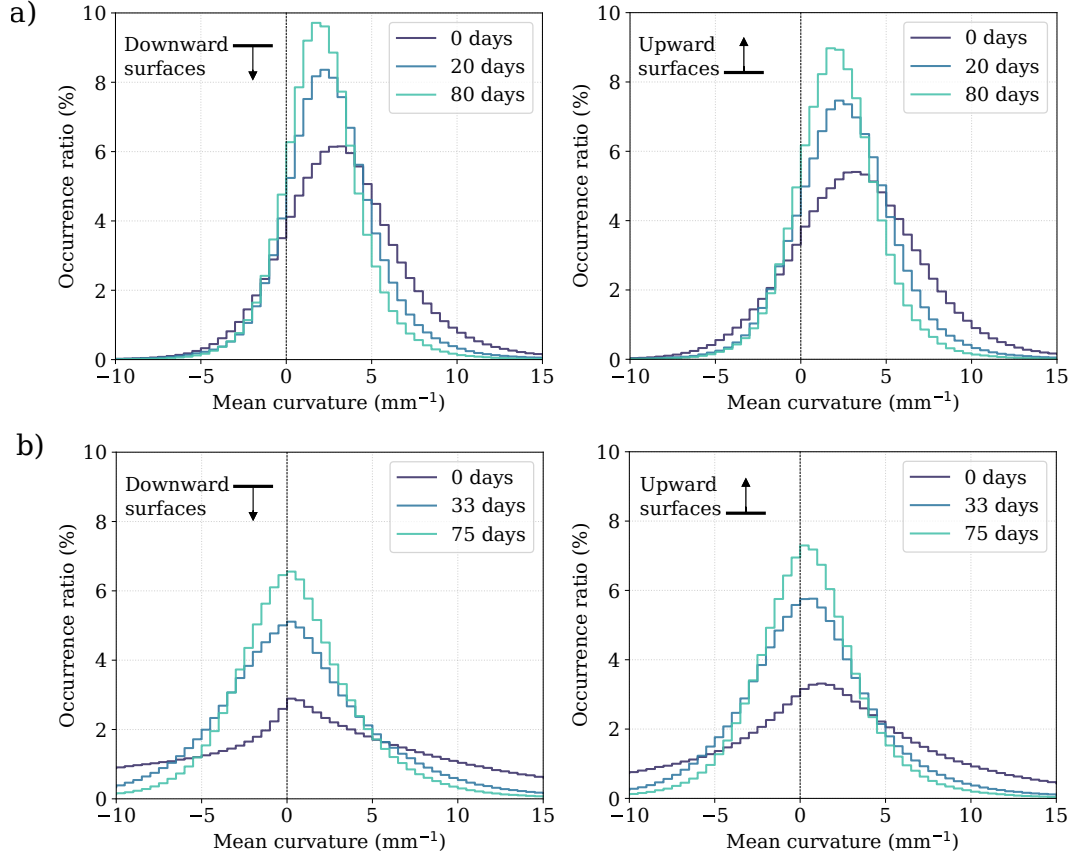 a)
10
8
6
4
2
0
Occurrence ratio (%)
Downward
surfaces
0 days
20 days
80 days
−10
−5
0
5
10
15
Mean curvature (mm⁻¹)
10
8
6
4
2
0
Occurrence ratio (%)
Upward
surfaces
0 days
20 days
80 days
−10
−5
0
5
10
15
Mean curvature (mm⁻¹)
b)
10
8
6
4
2
0
Occurrence ratio (%)
Downward
surfaces
0 days
33 days
75 days
−10
−5
0
5
10
15
Mean curvature (mm⁻¹)
10
8
6
4
2
0
Occurrence ratio (%)
Upward
surfaces
0 days
33 days
75 days
−10
−5
0
5
10
15
Mean curvature (mm⁻¹)